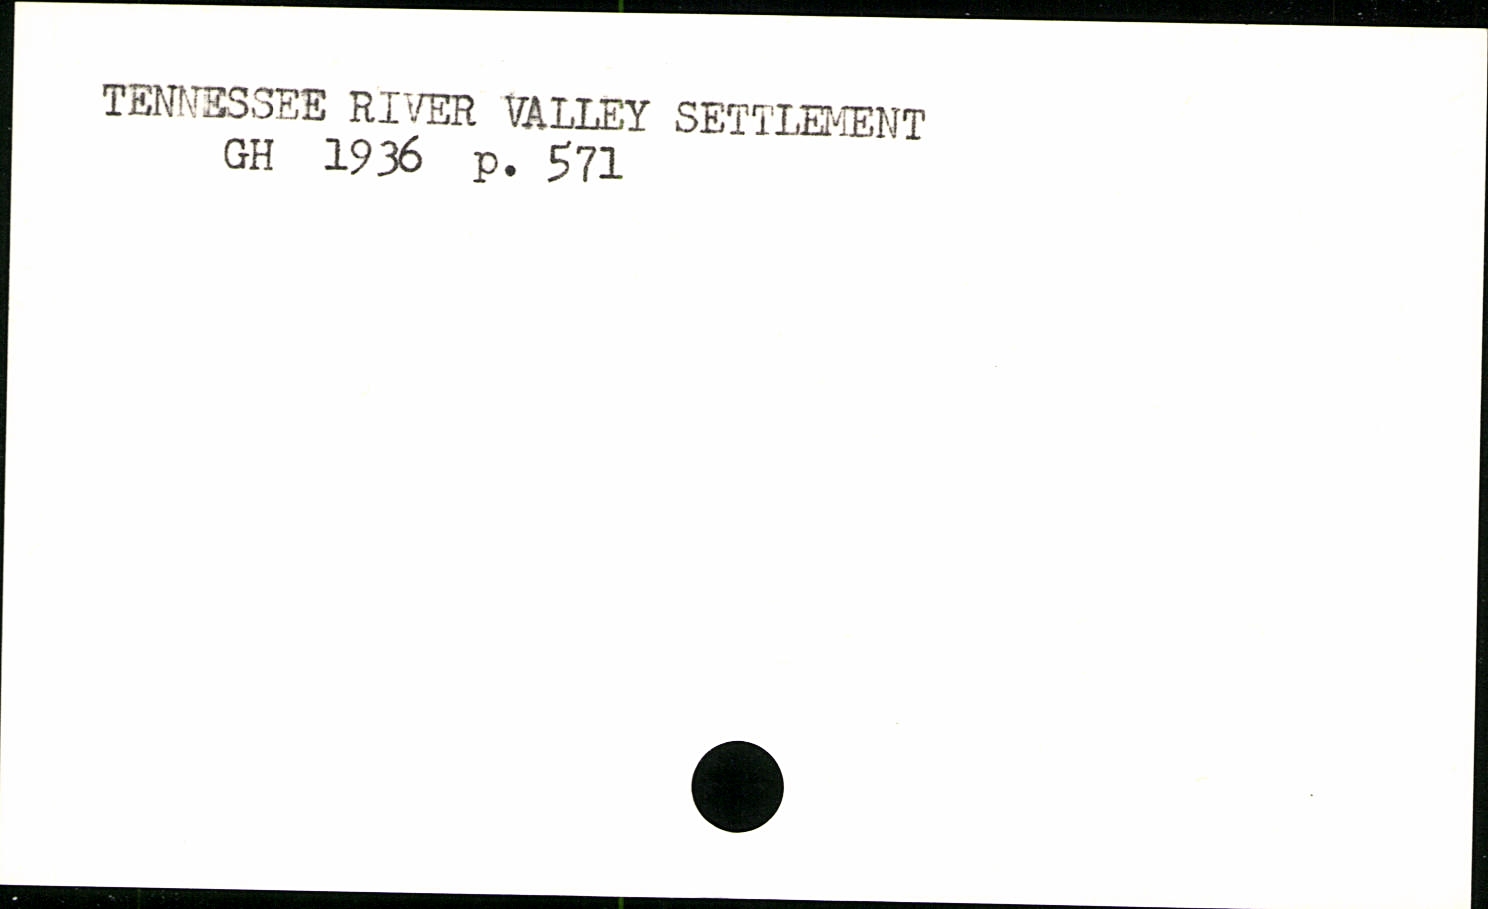 TENNESSEE RIVER VALLEY SETTLEMENT
GH 1936 p. 571